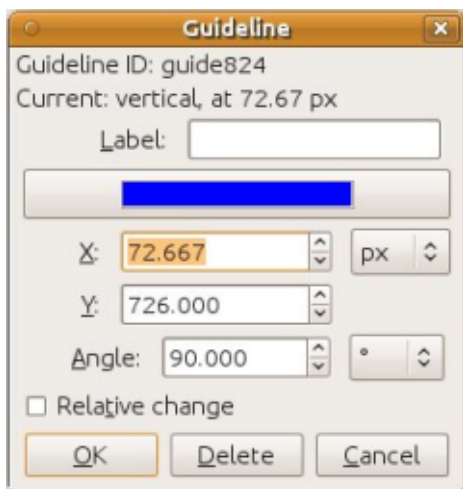 Guideline
Guideline ID: guide824
Current: vertical, at 72.67 px
Label:
X: 72.667 px
Y: 726.000
Angle: 90.000 °
Relative change
OK Delete Cancel